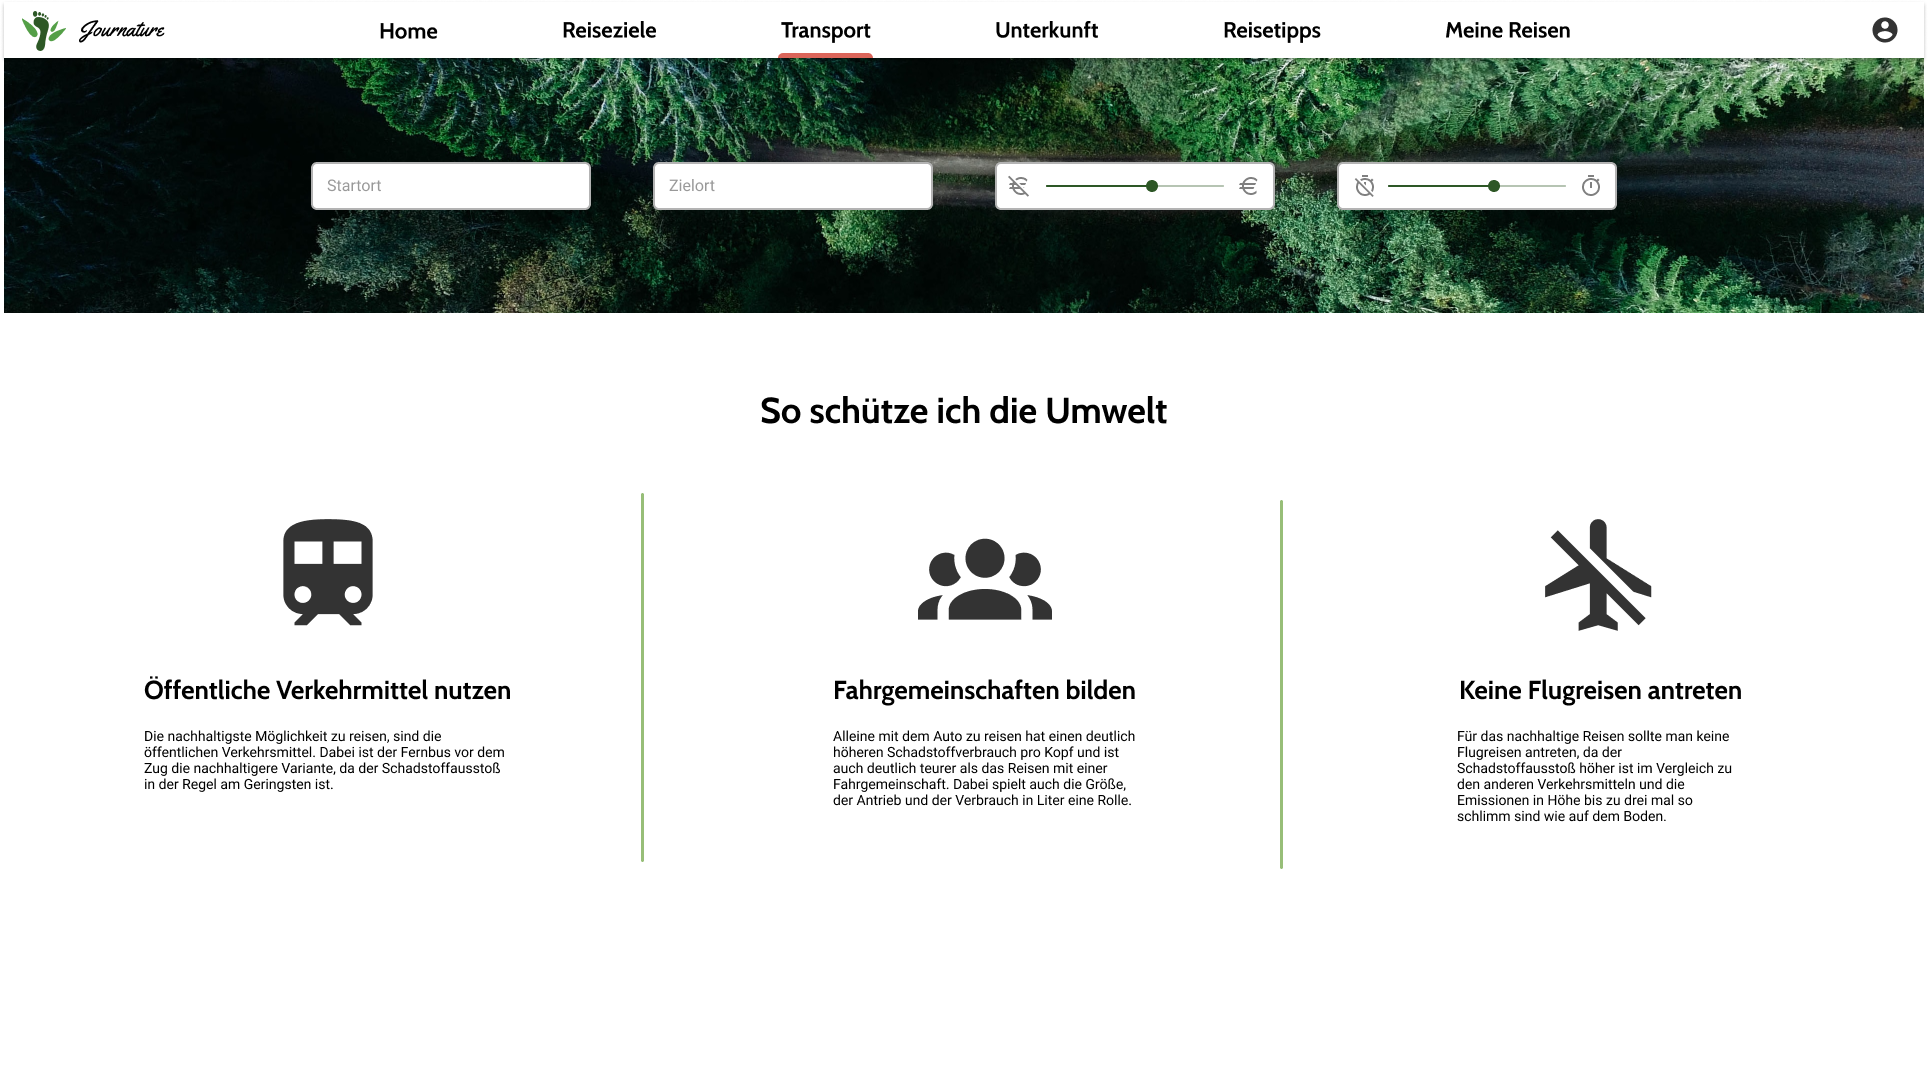 Journature
Home
Reiseziele
Transport
Unterkunft
Reisetipps
Meine Reisen
Startort
Zielort
So schütze ich die Umwelt
Öffentliche Verkehrmittel nutzen
Die nachhaltigste Möglichkeit zu reisen, sind die
öffentlichen Verkehrsmittel. Dabei ist der Fernbus vor dem
Zug die nachhaltigere Variante, da der Schadstoffausstoß
in der Regel am Geringsten ist.
Fahrgemeinschaften bilden
Alleine mit dem Auto zu reisen hat einen deutlich
höheren Schadstoffverbrauch pro Kopf und ist
auch deutlich teurer als das Reisen mit einer
Fahrgemeinschaft. Dabei spielt auch die Größe,
der Antrieb und der Verbrauch in Liter eine Rolle.
Keine Flugreisen antreten
Für das nachhaltige Reisen sollte man keine
Flugreisen antreten, da der
Schadstoffausstoß höher ist im Vergleich zu
den anderen Verkehrsmitteln und die
Emissionen in Höhe bis zu drei mal so
schlimm sind wie auf dem Boden.